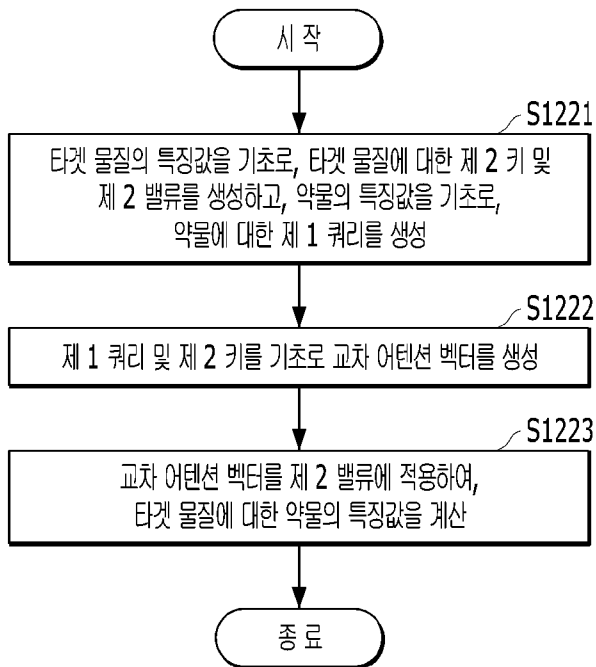 시 작
S1221
타겟 물질의 특징값을 기초로, 타겟 물질에 대한 제 2 키 및
제 2 밸류를 생성하고, 약물의 특징값을 기초로,
약물에 대한 제 1 쿼리를 생성
S1222
제 1 쿼리 및 제 2 키를 기초로 교차 어텐션 벡터를 생성
S1223
교차 어텐션 벡터를 제 2 밸류에 적용하여,
타겟 물질에 대한 약물의 특징값을 계산
종 료